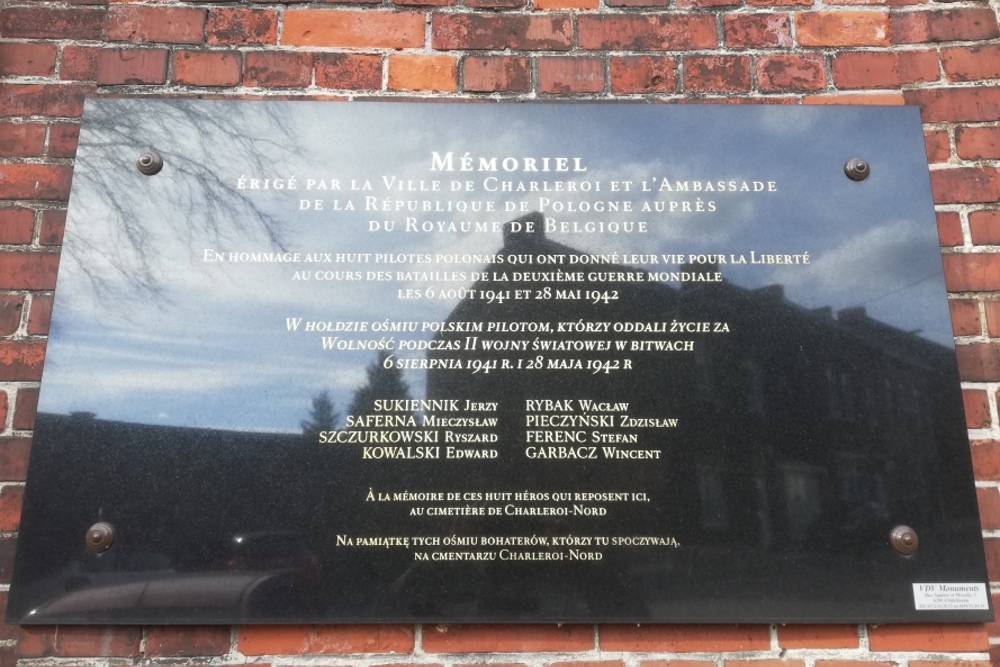 Mémoriel
érigé par la Ville de Charleroi et l'Ambassade
de la République de Pologne auprès
du Royaume de Belgique
En hommage aux huit pilotes polonais qui ont donné leur vie pour la Liberté
au cours des batailles de la deuxième guerre mondiale
les 6 août 1941 et 28 mai 1942
W hołdzie ośmiu polskim pilotom, którzy oddali życie za
Wolność podczas II wojny światowej w bitwach
6 sierpnia 1941 r. i 28 maja 1942 r
SUKIENNIK Jerzy RYBAK Wacław
SAFERNA Mieczysław PIECZYŃSKI Zdzisław
SZCZURKOWSKI Ryszard FERENC Stefan
KOWALSKI Edward GARBACZ Wincent
À la mémoire de ces huit héros qui reposent ici,
au cimetière de Charleroi-Nord
Na pamiątkę tych ośmiu bohaterów, którzy tu spoczywają,
na cmentarzu Charleroi-Nord
VDV Monuments